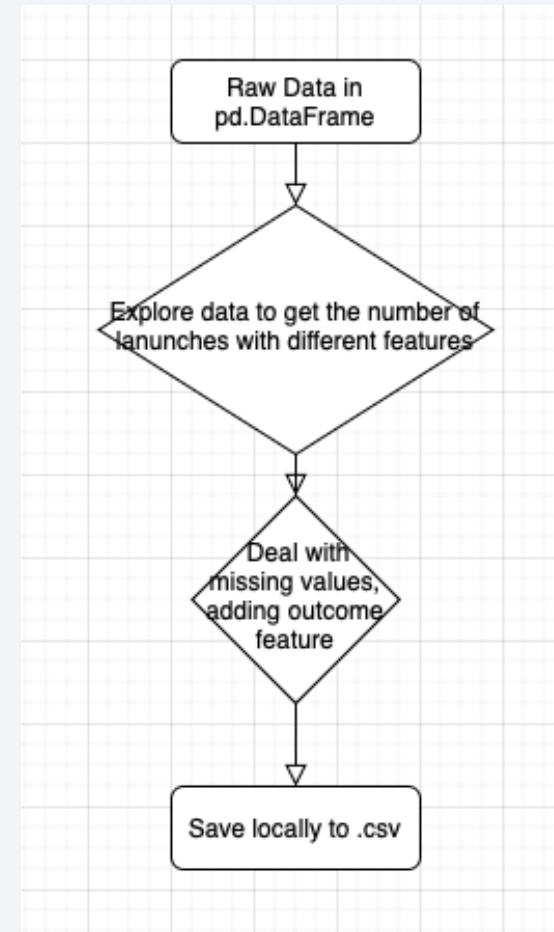 Raw Data in
pd.DataFrame
Explore data to get the number of
lanunches with different features
Deal with
missing values,
adding outcome
feature
Save locally to .csv